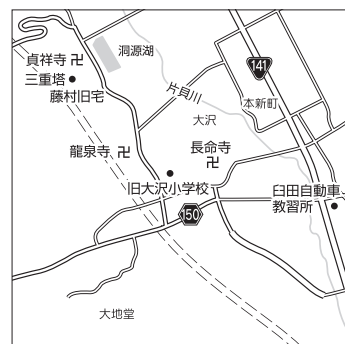 洞源湖
141
貞祥寺
三重塔
藤村旧宅
片貝川
本新町
大沢
龍泉寺
長命寺
旧大沢小学校
150
臼田自動車
教習所
大地堂